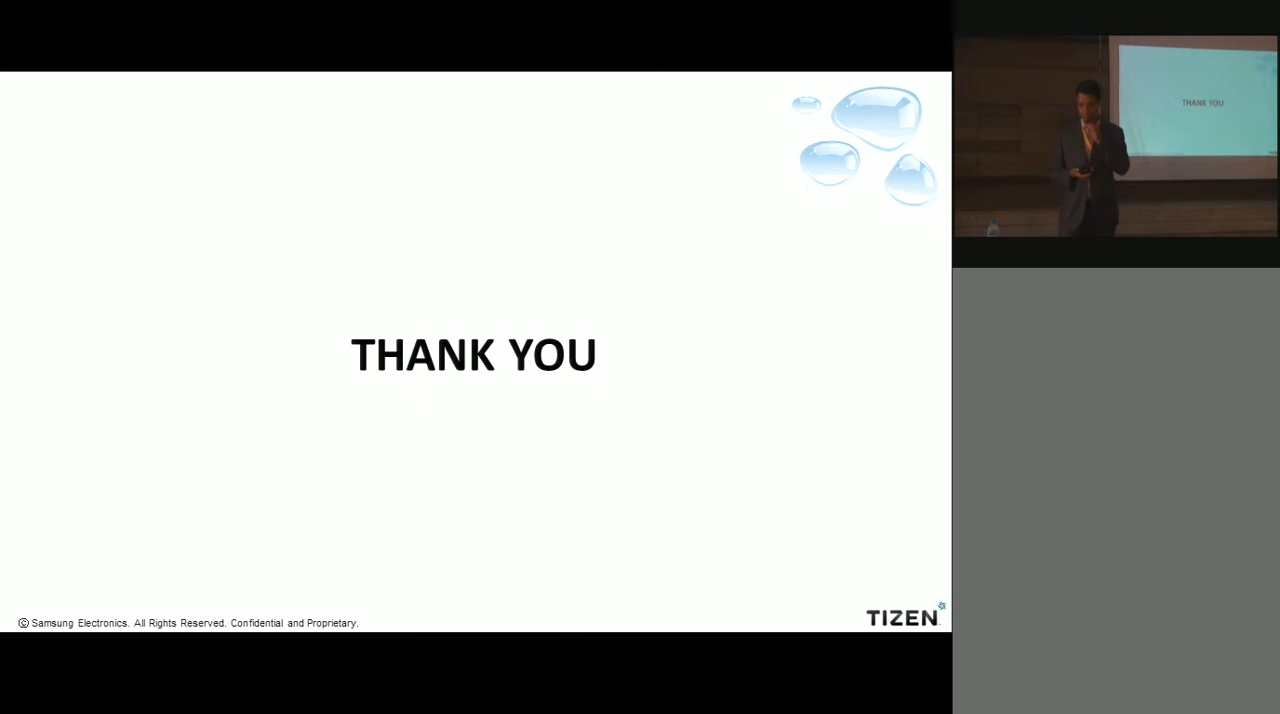 THANK YOU
Ⓒ Samsung Electronics. All Rights Reserved. Confidential and Proprietary.
TIZEN
THANK YOU